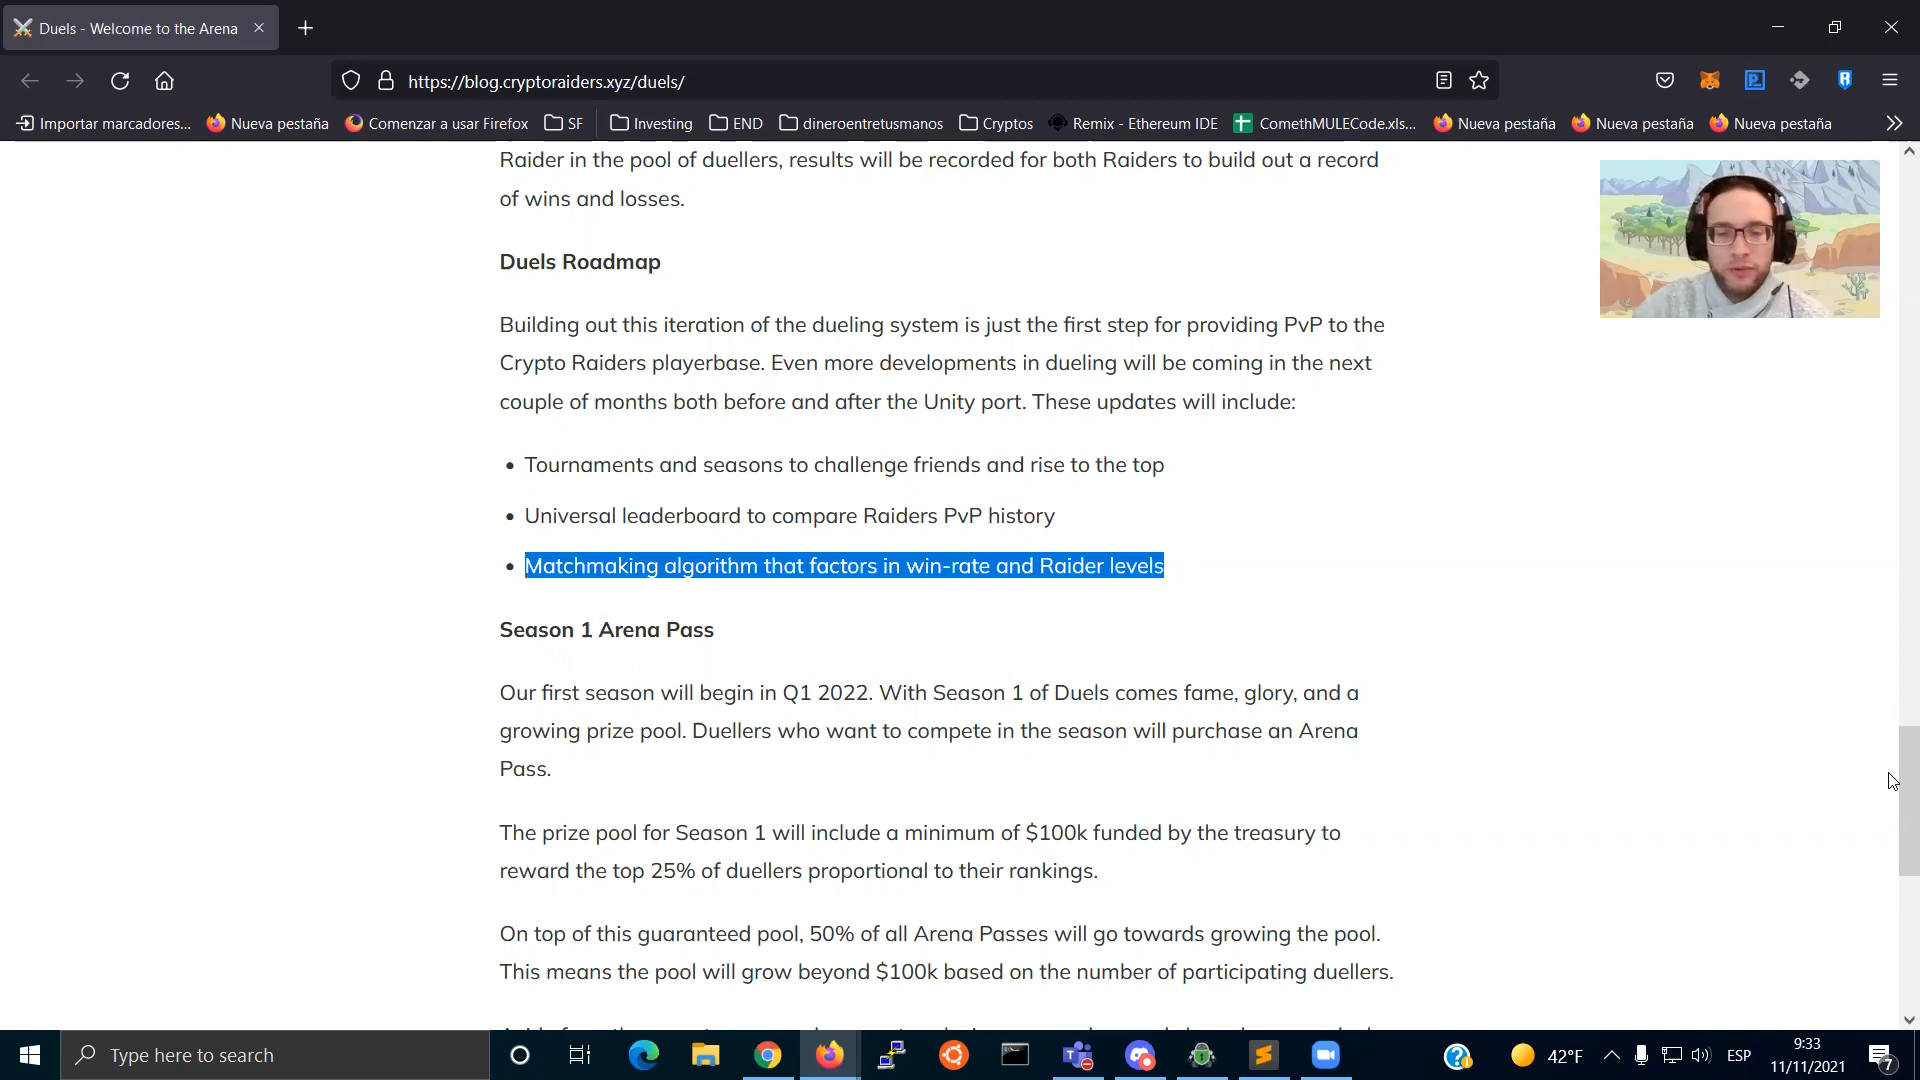 Duels - Welcome to the Arena
https://blog.cryptoraiders.xyz/duels/
Importar marcadores... Nueva pestaña Comenzar a usar Firefox SF Investing END dineroentretusmanos Cryptos Remix - Ethereum IDE ComethMULECode.xls... Nueva pestaña Nueva pestaña Nueva pestaña
Raider in the pool of duellers, results will be recorded for both Raiders to build out a record
of wins and losses.
Duels Roadmap
Building out this iteration of the dueling system is just the first step for providing PvP to the
Crypto Raiders playerbase. Even more developments in dueling will be coming in the next
couple of months both before and after the Unity port. These updates will include:
• Tournaments and seasons to challenge friends and rise to the top
• Universal leaderboard to compare Raiders PvP history
• Matchmaking algorithm that factors in win-rate and Raider levels
Season 1 Arena Pass
Our first season will begin in Q1 2022. With Season 1 of Duels comes fame, glory, and a
growing prize pool. Duellers who want to compete in the season will purchase an Arena
Pass.
The prize pool for Season 1 will include a minimum of $100k funded by the treasury to
reward the top 25% of duellers proportional to their rankings.
On top of this guaranteed pool, 50% of all Arena Passes will go towards growing the pool.
This means the pool will grow beyond $100k based on the number of participating duellers.
Type here to search
42°F
ESP
9:33
11/11/2021
7